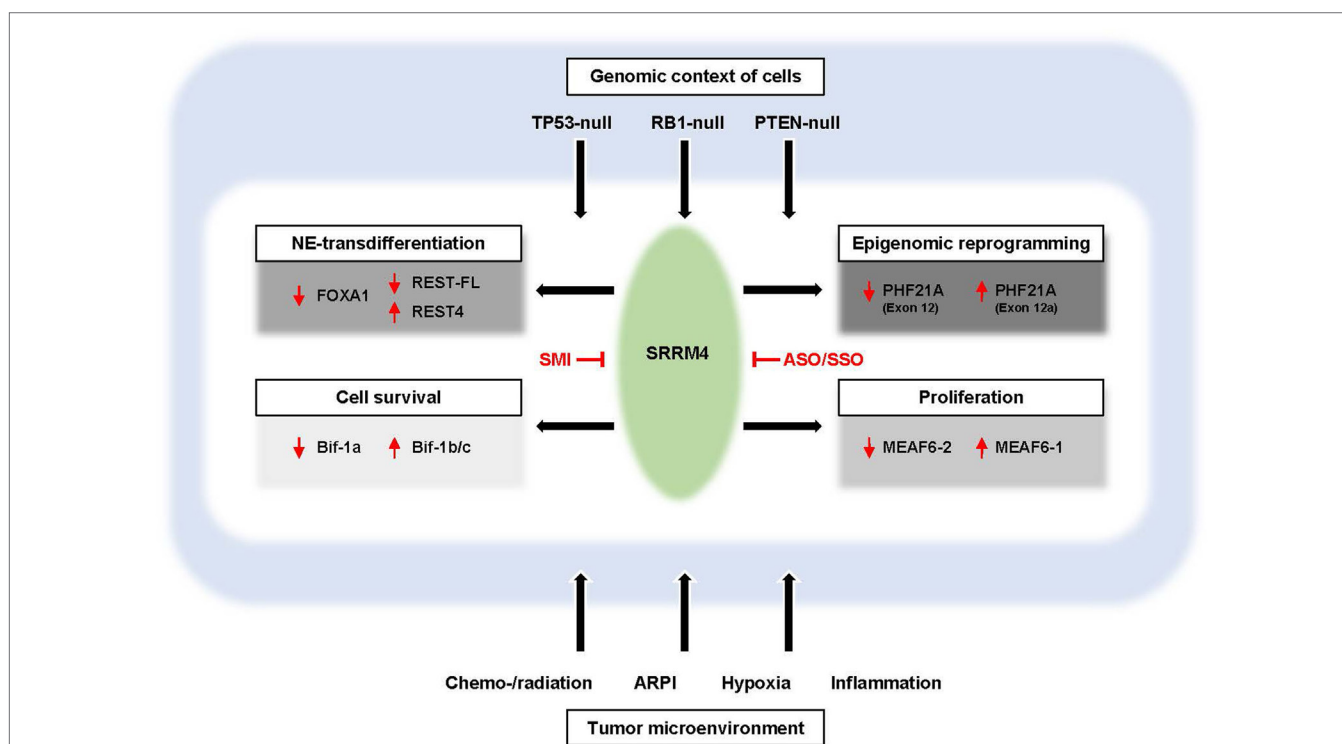 Genomic context of cells
TP53-null RB1-null PTEN-null
NE-transdifferentiation
FOXA1
REST-FL
REST4
Epigenomic reprogramming
PHF21A
(Exon 12)
PHF21A
(Exon 12a)
SMI
SRRM4
ASO/SSO
Cell survival
Bif-1a Bif-1b/c
Proliferation
MEAF6-2 MEAF6-1
Chemo-/radiation ARPI Hypoxia Inflammation
Tumor microenvironment